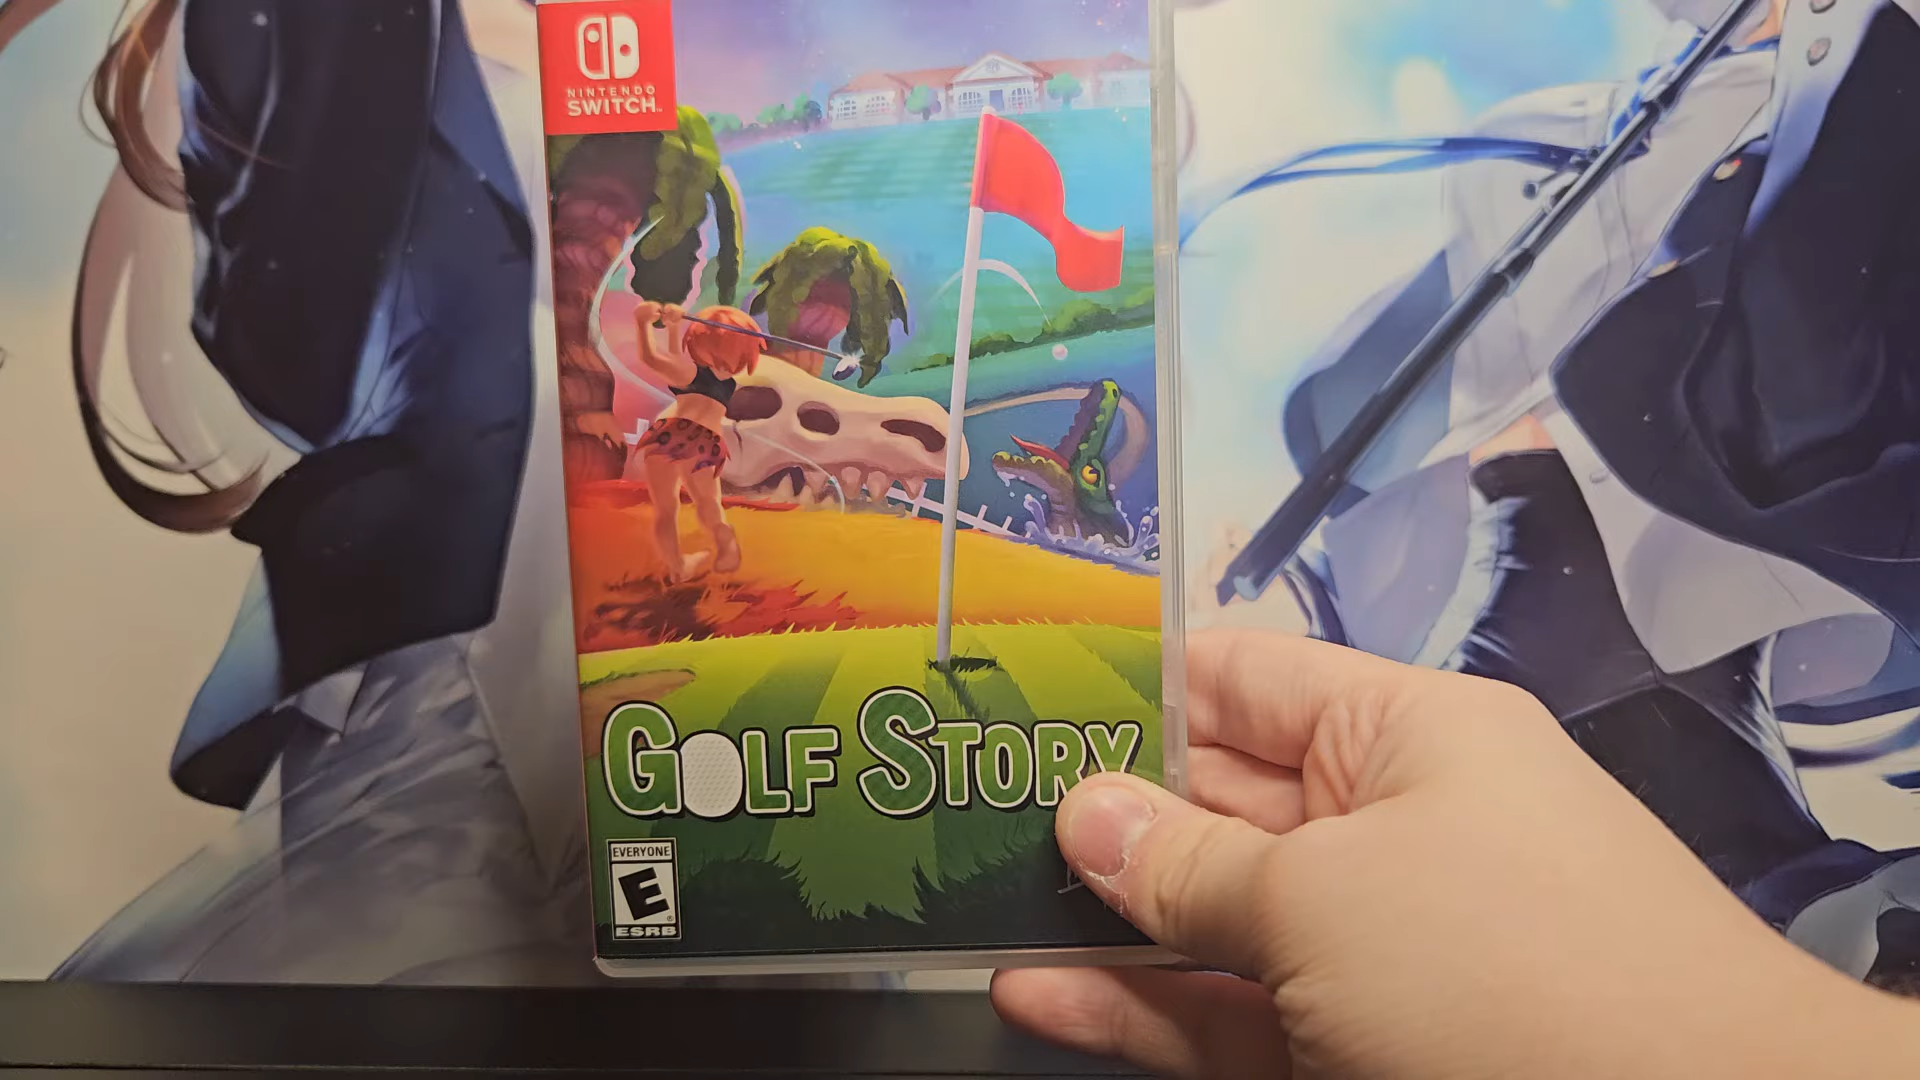 NINTENDO
SWITCH
GOLF STORY
EVERYONE
E
ESRB